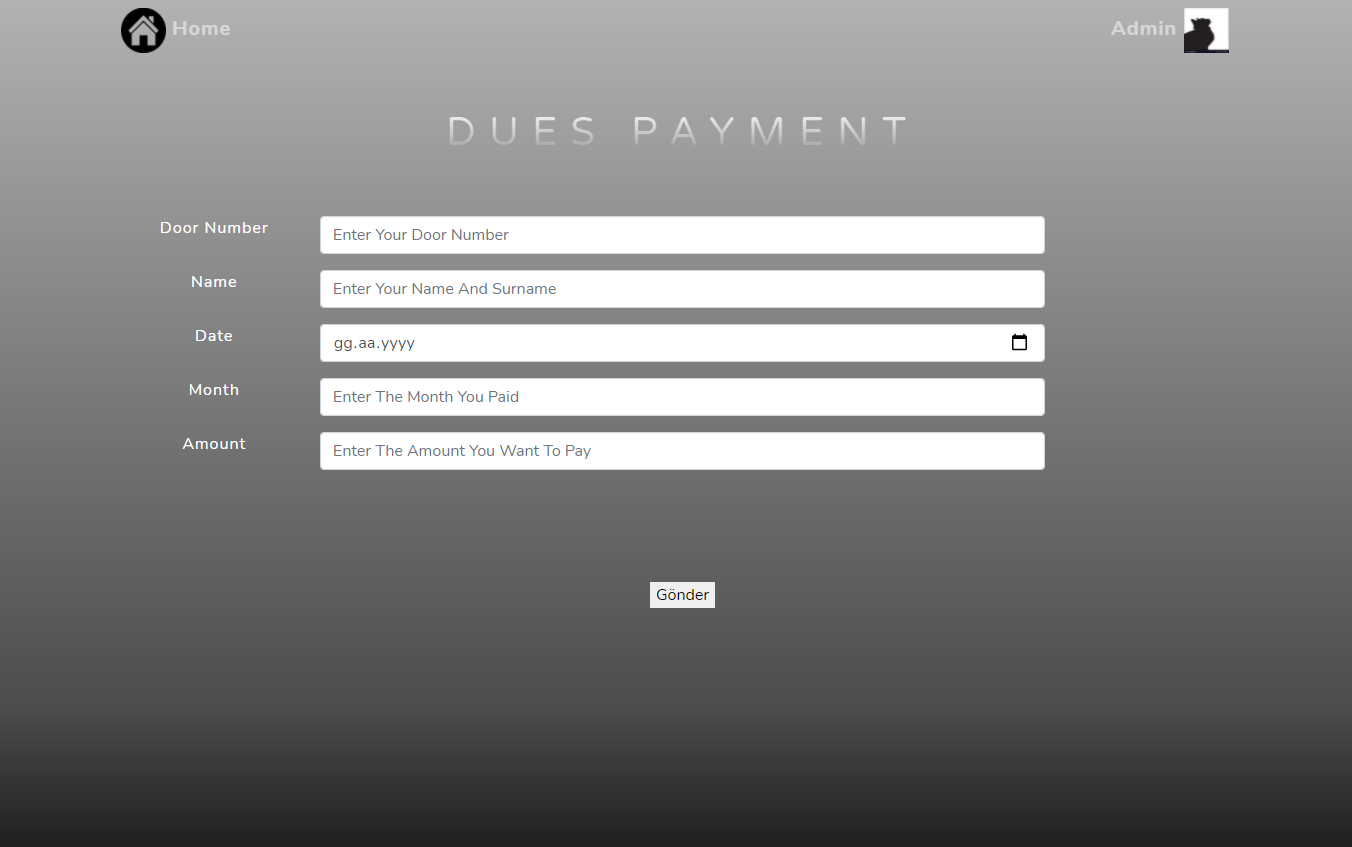 Home
Admin
DUES PAYMENT
Door Number
Enter Your Door Number
Name
Enter Your Name And Surname
Date
gg.aa.yyyy
Month
Enter The Month You Paid
Amount
Enter The Amount You Want To Pay
Gönder